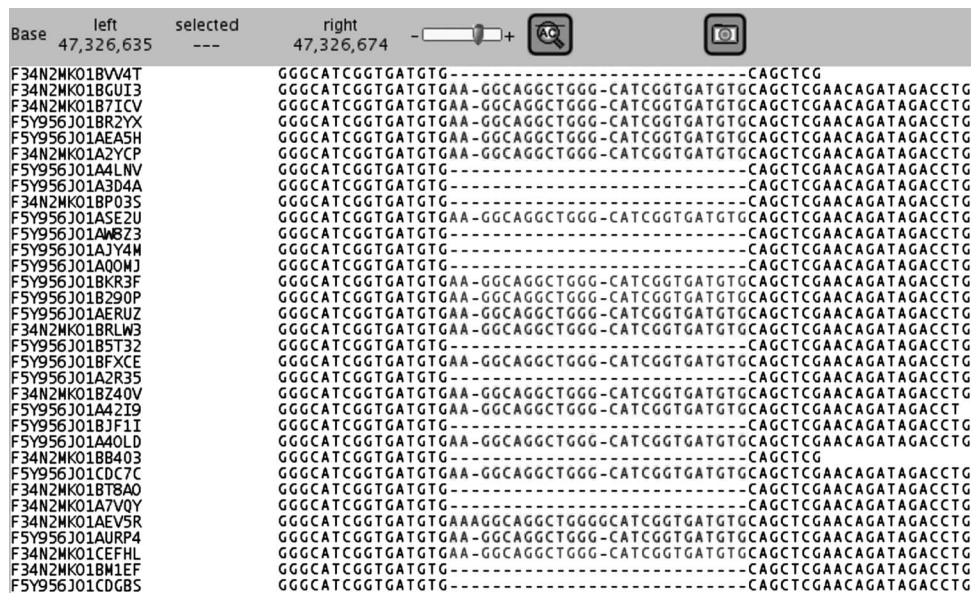 Base left selected right
47,326,635 --- 47,326,674 - + AC
F34N2MK01BVV4T GGGCATCGGTGATGTG----------------------------CAGCTCG
F34N2MK01BGUI3 GGGCATCGGTGATGTGAA-GGCAGGCTGGG-CATCGGTGATGTGCAGCTCGAACAGATAGACCTG
F34N2MK01B7ICV GGGCATCGGTGATGTGAA-GGCAGGCTGGG-CATCGGTGATGTGCAGCTCGAACAGATAGACCTG
F5Y956J01BR2YX GGGCATCGGTGATGTGAA-GGCAGGCTGGG-CATCGGTGATGTGCAGCTCGAACAGATAGACCTG
F5Y956J01AEA5H GGGCATCGGTGATGTGAA-GGCAGGCTGGG-CATCGGTGATGTGCAGCTCGAACAGATAGACCTG
F34N2MK01A2YCP GGGCATCGGTGATGTGAA-GGCAGGCTGGG-CATCGGTGATGTGCAGCTCGAACAGATAGACCTG
F5Y956J01A4LNV GGGCATCGGTGATGTG----------------------------CAGCTCGAACAGATAGACCTG
F5Y956J01A3D4A GGGCATCGGTGATGTG----------------------------CAGCTCGAACAGATAGACCTG
F34N2MK01BP03S GGGCATCGGTGATGTG----------------------------CAGCTCGAACAGATAGACCTG
F5Y956J01ASE2U GGGCATCGGTGATGTGAA-GGCAGGCTGGG-CATCGGTGATGTGCAGCTCGAACAGATAGACCTG
F5Y956J01AW8Z3 GGGCATCGGTGATGTG----------------------------CAGCTCGAACAGATAGACCTG
F5Y956J01AJY4M GGGCATCGGTGATGTG----------------------------CAGCTCGAACAGATAGACCTG
F5Y956J01AQOMJ GGGCATCGGTGATGTG----------------------------CAGCTCGAACAGATAGACCTG
F5Y956J01BKR3F GGGCATCGGTGATGTGAA-GGCAGGCTGGG-CATCGGTGATGTGCAGCTCGAACAGATAGACCTG
F5Y956J01B290P GGGCATCGGTGATGTGAA-GGCAGGCTGGG-CATCGGTGATGTGCAGCTCGAACAGATAGACCTG
F5Y956J01AERUZ GGGCATCGGTGATGTGAA-GGCAGGCTGGG-CATCGGTGATGTGCAGCTCGAACAGATAGACCTG
F34N2MK01BRLW3 GGGCATCGGTGATGTGAA-GGCAGGCTGGG-CATCGGTGATGTGCAGCTCGAACAGATAGACCTG
F5Y956J01B5T32 GGGCATCGGTGATGTG----------------------------CAGCTCGAACAGATAGACCTG
F5Y956J01BFXCE GGGCATCGGTGATGTGAA-GGCAGGCTGGG-CATCGGTGATGTGCAGCTCGAACAGATAGACCTG
F5Y956J01A2R35 GGGCATCGGTGATGTG----------------------------CAGCTCGAACAGATAGACCTG
F34N2MK01BZ40V GGGCATCGGTGATGTGAA-GGCAGGCTGGG-CATCGGTGATGTGCAGCTCGAACAGATAGACCTG
F5Y956J01A42I9 GGGCATCGGTGATGTGAA-GGCAGGCTGGG-CATCGGTGATGTGCAGCTCGAACAGATAGACCT
F5Y956J01BJF1I GGGCATCGGTGATGTG----------------------------CAGCTCGAACAGATAGACCTG
F5Y956J01A4OLD GGGCATCGGTGATGTGAA-GGCAGGCTGGG-CATCGGTGATGTGCAGCTCGAACAGATAGACCTG
F34N2MK01BB403 GGGCATCGGTGATGTG----------------------------CAGCTCG
F5Y956J01CDC7C GGGCATCGGTGATGTGAA-GGCAGGCTGGG-CATCGGTGATGTGCAGCTCGAACAGATAGACCTG
F34N2MK01BT8AO GGGCATCGGTGATGTG----------------------------CAGCTCGAACAGATAGACCTG
F34N2MK01A7VQY GGGCATCGGTGATGTG----------------------------CAGCTCGAACAGATAGACCTG
F34N2MK01AEV5R GGGCATCGGTGATGTGAAAGGCAGGCTGGGGCATCGGTGATGTGCAGCTCGAACAGATAGACCTG
F5Y956J01AURP4 GGGCATCGGTGATGTGAA-GGCAGGCTGGG-CATCGGTGATGTGCAGCTCGAACAGATAGACCTG
F34N2MK01CEFHL GGGCATCGGTGATGTGAA-GGCAGGCTGGG-CATCGGTGATGTGCAGCTCGAACAGATAGACCTG
F34N2MK01BM1EF GGGCATCGGTGATGTG----------------------------CAGCTCGAACAGATAGACCTG
F5Y956J01CDGBS GGGCATCGGTGATGTG----------------------------CAGCTCGAACAGATAGACCTG